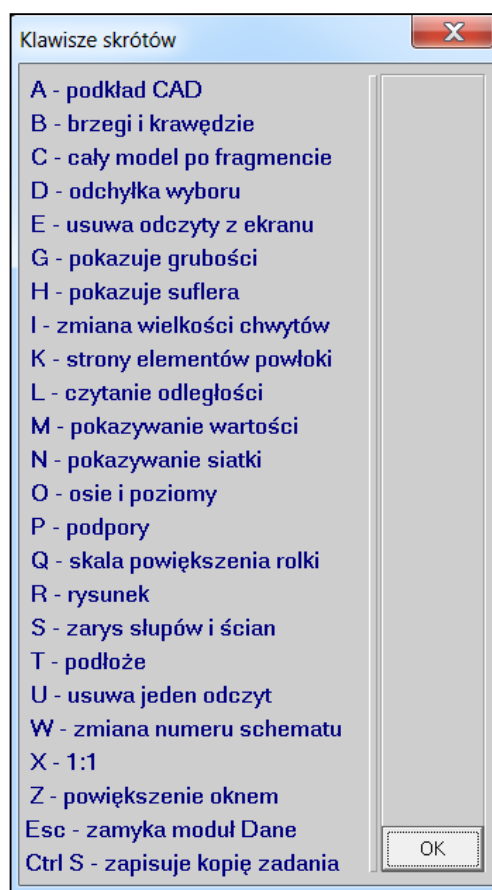 Klawisze skrótów
A - podkład CAD
B - brzegi i krawędzie
C - cały model po fragmencie
D - odchyłka wyboru
E - usuwa odczyty z ekranu
G - pokazuje grubości
H - pokazuje suflera
I - zmiana wielkości chwytów
K - strony elementów powłoki
L - czytanie odległości
M - pokazywanie wartości
N - pokazywanie siatki
O - osie i poziomy
P - podpory
Q - skala powiększenia rolki
R - rysunek
S - zarys słupów i ścian
T - podłoże
U - usuwa jeden odczyt
W - zmiana numeru schematu
X - 1:1
Z - powiększenie oknem
Esc - zamyka moduł Dane
Ctrl S - zapisuje kopię zadania
OK